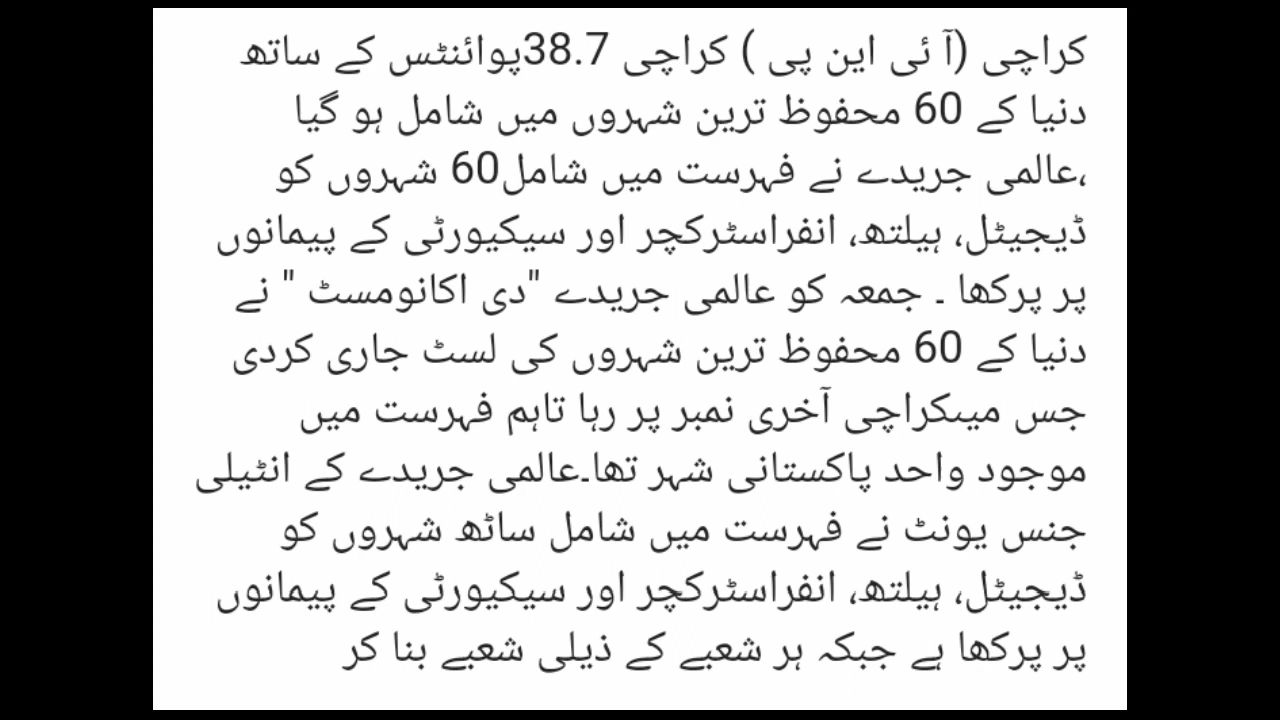 کراچی (آ ئی این پی ) کراچی 38.7پوائنٹس کے ساتھ
دنیا کے 60 محفوظ ترین شہروں میں شامل ہو گیا
،عالمی جریدے نے فہرست میں شامل60 شہروں کو
ڈیجیٹل، ہیلتھ، انفراسٹرکچر اور سیکیورٹی کے پیمانوں
پر پرکھا ۔ جمعہ کو عالمی جریدے "دی اکانومسٹ " نے
دنیا کے 60 محفوظ ترین شہروں کی لسٹ جاری کردی
جس میںکراچی آخری نمبر پر رہا تاہم فہرست میں
موجود واحد پاکستانی شہر تھا۔عالمی جریدے کے انٹیلی
جنس یونٹ نے فہرست میں شامل ساٹھ شہروں کو
ڈیجیٹل، ہیلتھ، انفراسٹرکچر اور سیکیورٹی کے پیمانوں
پر پرکھا ہے جبکہ ہر شعبے کے ذیلی شعبے بنا کر